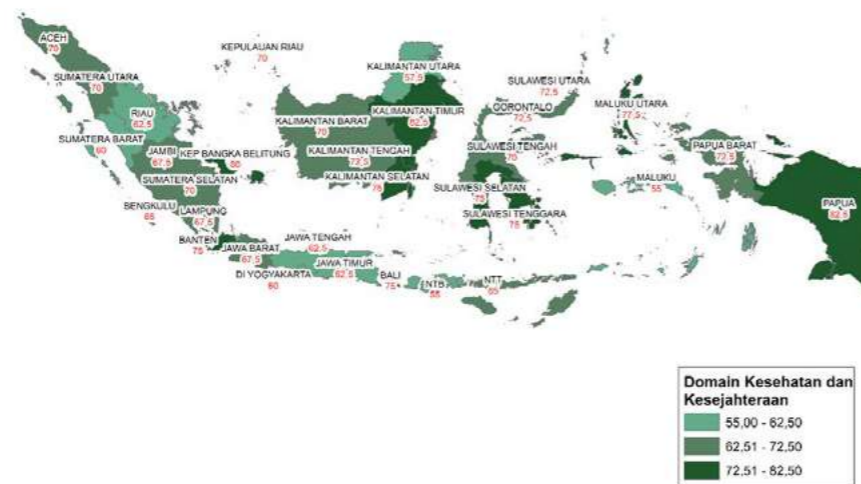 ACEH
70
SUMATERA UTARA
70
KEPULAUAN RIAU
70
RIAU
62,5
SUMATERA BARAT
60
JAMBI
67,5
KEP BANGKA BELITUNG
80
SUMATERA SELATAN
70
BENGKULU
LAMPUNG
67,5
BANTEN
75
JAWA BARAT
67,5
JAWA TENGAH
62,5
DI YOGYAKARTA
60
JAWA TIMUR
62,5
BALI
75
NTB
55
NTT
65
KALIMANTAN UTARA
57,5
KALIMANTAN TIMUR
82,5
KALIMANTAN BARAT
70
KALIMANTAN TENGAH
72,5
KALIMANTAN SELATAN
75
SULAWESI UTARA
72,5
GORONTALO
72,5
SULAWESI TENGAH
70
SULAWESI SELATAN
75
SULAWESI TENGGARA
75
MALUKU UTARA
77,5
MALUKU
55
PAPUA BARAT
72,5
PAPUA
82,5
Domain Kesehatan dan
Kesejahteraan
55,00 - 62,50
62,51 - 72,50
72,51 - 82,50